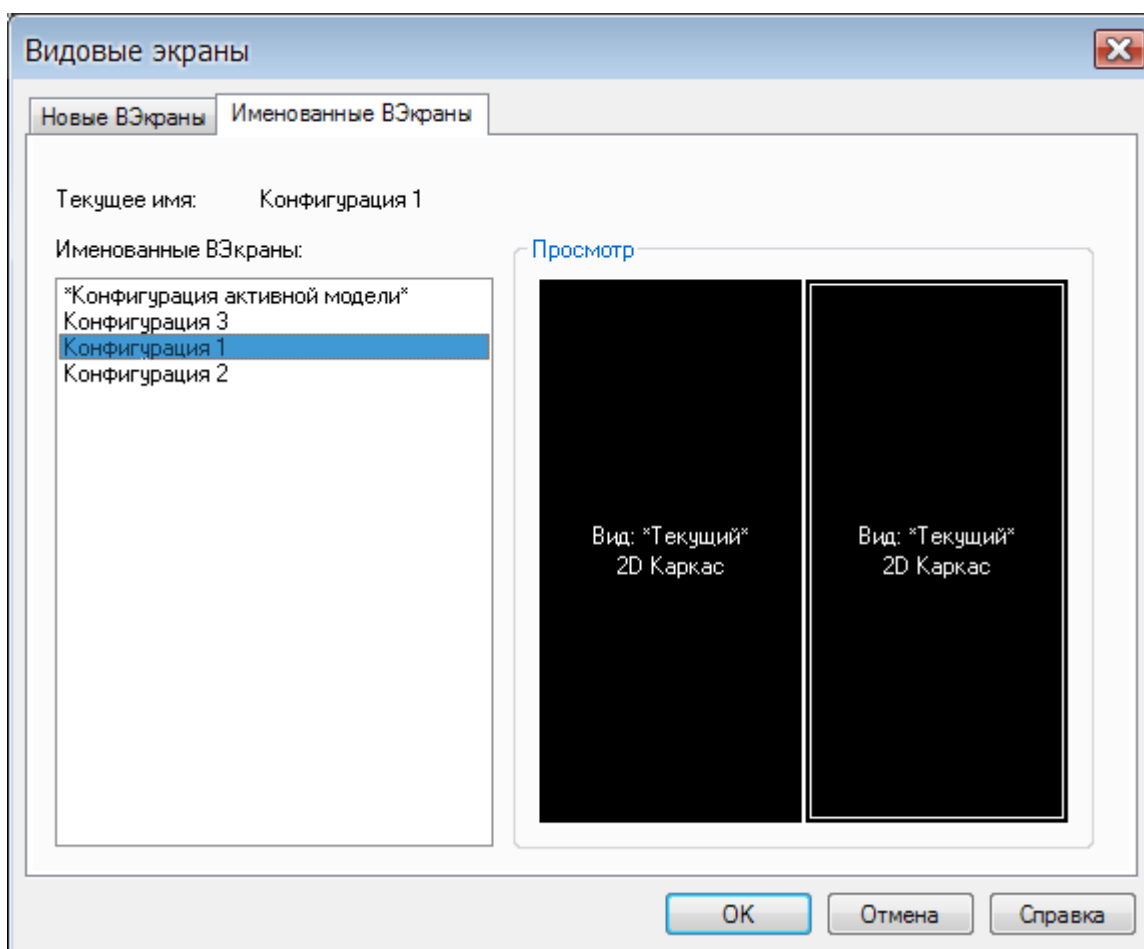 Видовые экраны
Новые ВЭкраны
Именованные ВЭкраны
Текущее имя: Конфигурация 1
Именованные ВЭкраны:
*Конфигурация активной модели*
Конфигурация 3
Конфигурация 1
Конфигурация 2
Просмотр
Вид: *Текущий*
2D Каркас
Вид: *Текущий*
2D Каркас
OK
Отмена
Справка